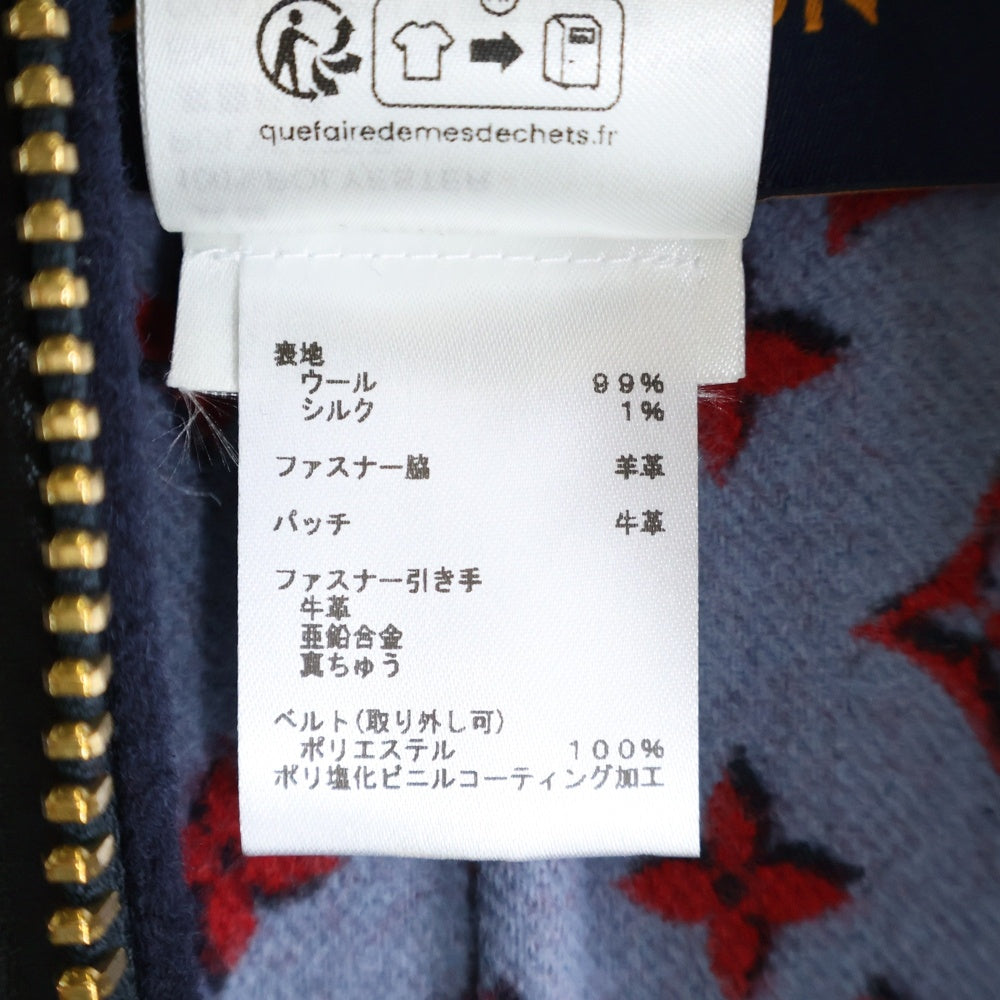 quefairedemesdechets.fr
表地
ウール 99%
シルク 1%
ファスナー脇 羊革
パッチ 牛革
ファスナー引き手
牛革
亜鉛合金
真ちゅう
ベルト(取り外し可)
ポリエステル 100%
ポリ塩化ビニルコーティング加工